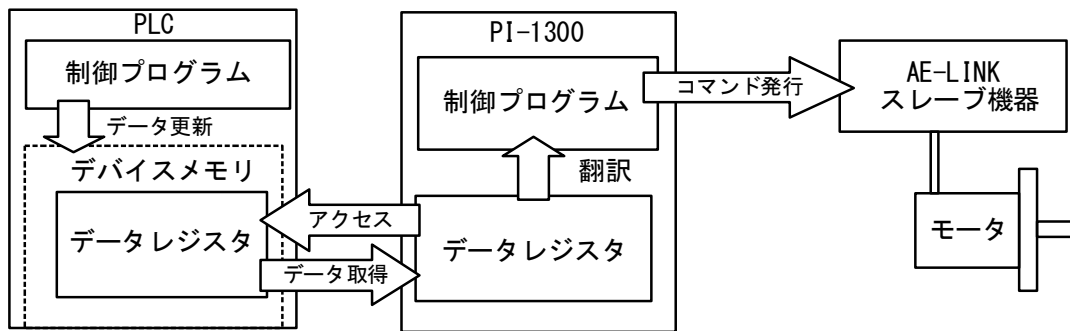 PLC
制御プログラム
データ更新
デバイスメモリ
データレジスタ
アクセス
データ取得
PI-1300
制御プログラム
翻訳
データレジスタ
コマンド発行
AE-LINK
スレーブ機器
モータ